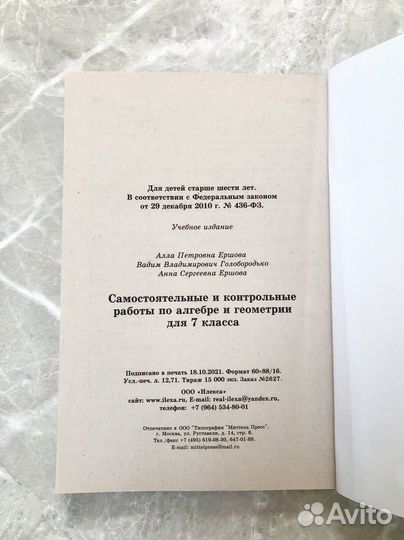 Для детей старше шести лет.
В соответствии с Федеральным законом
от 29 декабря 2010 г. № 436-ФЗ.
Учебное издание
Алла Петровна Ершова
Вадим Владимирович Голобородько
Анна Сергеевна Ершова
Самостоятельные и контрольные
работы по алгебре и геометрии
для 7 класса
Подписано в печать 18.10.2021. Формат 60×88/16.
Усл.-печ. л. 12,71. Тираж 15 000 экз. Заказ №2627.
ООО «Илекса»
сайт: www.ilexa.ru, E-mail: real-ilexa@yandex.ru,
телефон: +7 (964) 534-80-01
Отпечатано в ООО "Типография "Миттель Пресс".
г. Москва, ул. Руставели, д. 14, стр. 6.
Тел./факс +7 (495) 619-08-30, 647-01-89.
E-mail: mittelpress@mail.ru
Avito